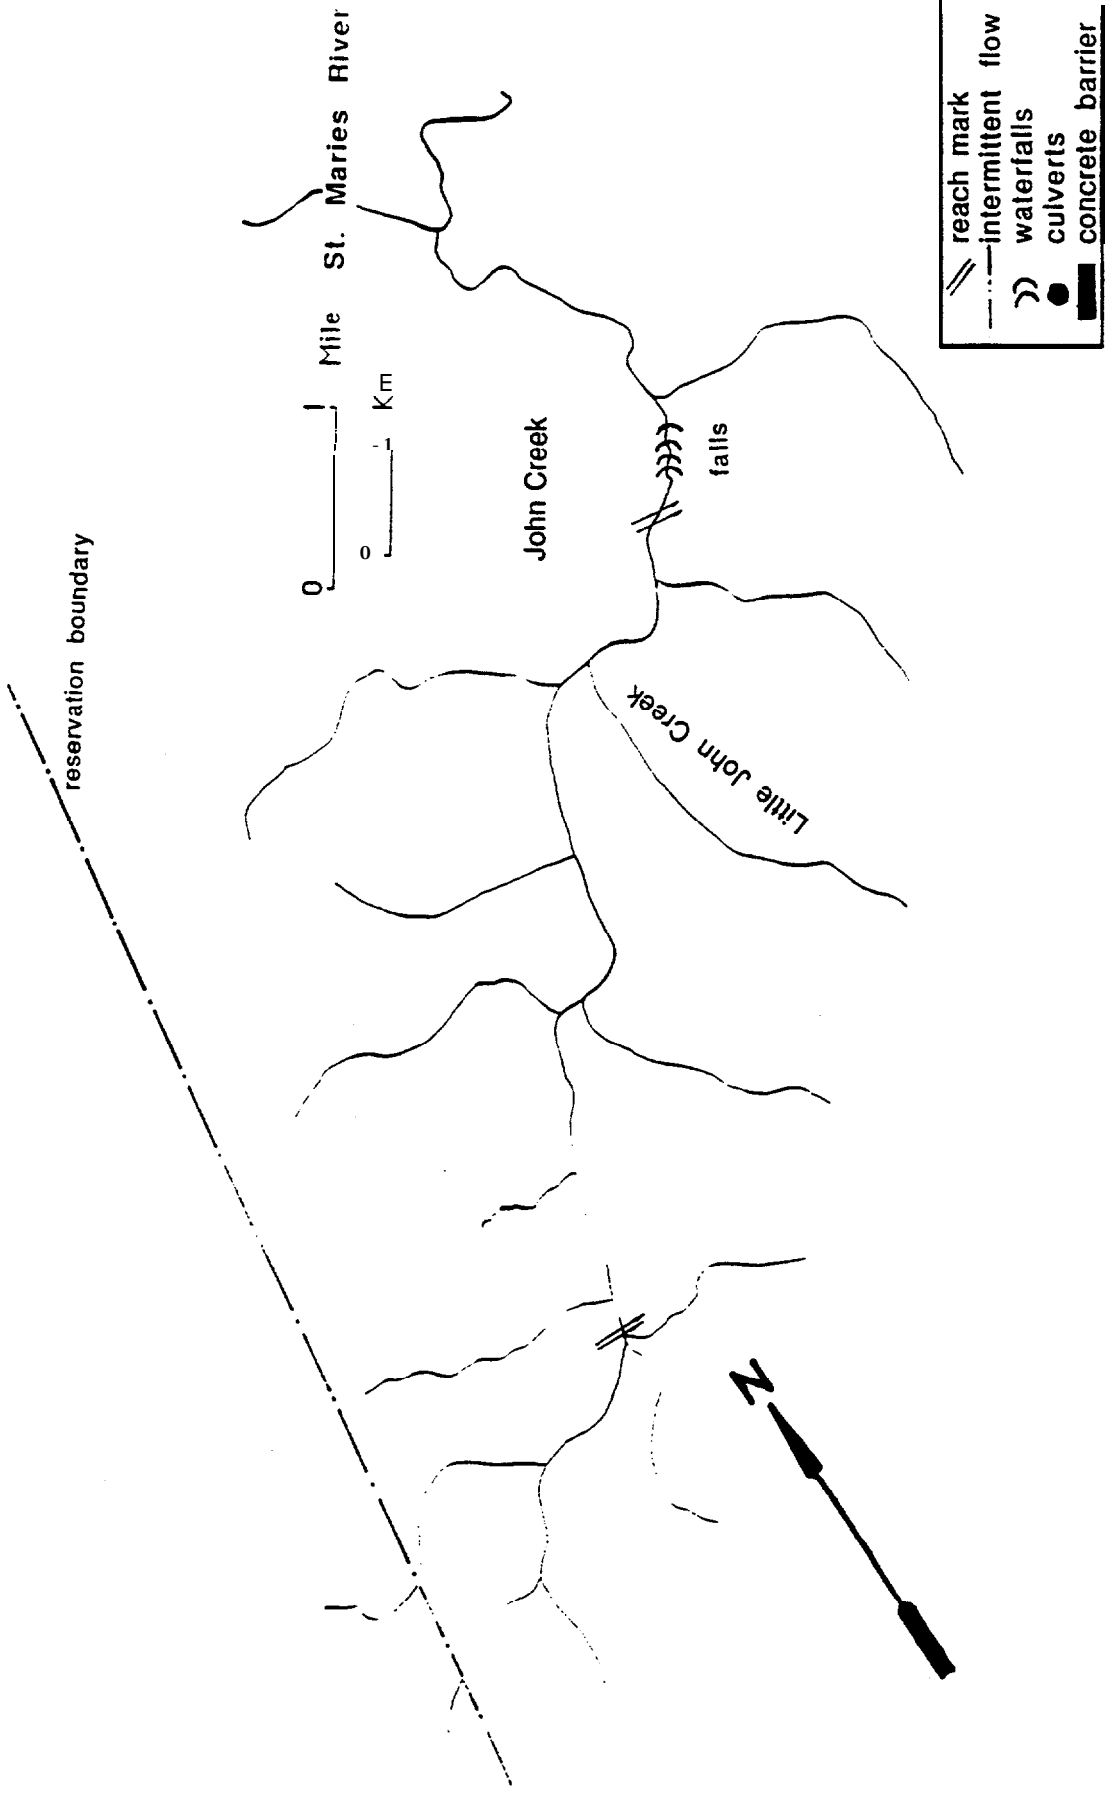 reservation boundary
St. Maries River
0 1 Mile
0 -1 Km
John Creek
falls
Little John Creek
N
reach mark
intermittent flow
waterfalls
culverts
concrete barrier